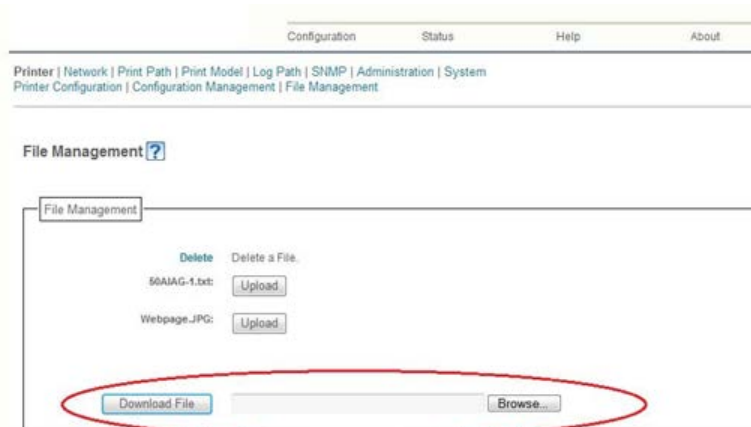 Configuration Status Help About
Printer | Network | Print Path | Print Model | Log Path | SNMP | Administration | System
Printer Configuration | Configuration Management | File Management
File Management ?
File Management
Delete Delete a File.
50AIAG-1.txt: Upload
Webpage.JPG: Upload
Download File Browse...